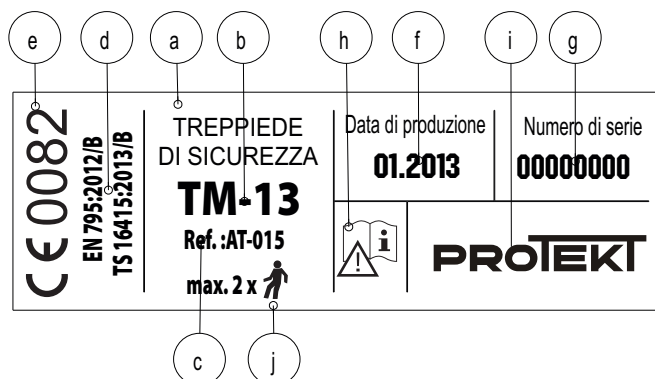 e
d
a
b
h
f
i
g
CE 0082
EN 795:2012/B
TS 16415:2013/B
TREPPIEDE
DI SICUREZZA
TM-13
Ref. :AT-015
max. 2 x
Data di produzione
01.2013
Numero di serie
00000000
i
PROTEKT
c
j